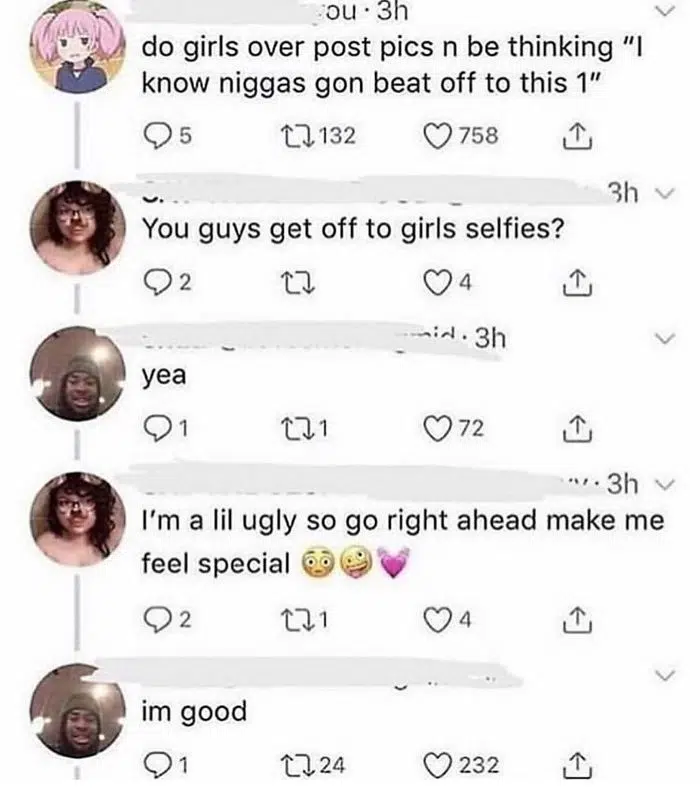 ou · 3h
do girls over post pics n be thinking "I
know niggas gon beat off to this 1"
5 132 758
3h
You guys get off to girls selfies?
2 4
3h
yea
1 1 72
3h
I'm a lil ugly so go right ahead make me
feel special 😳🤪💓
2 1 4
im good
1 24 232